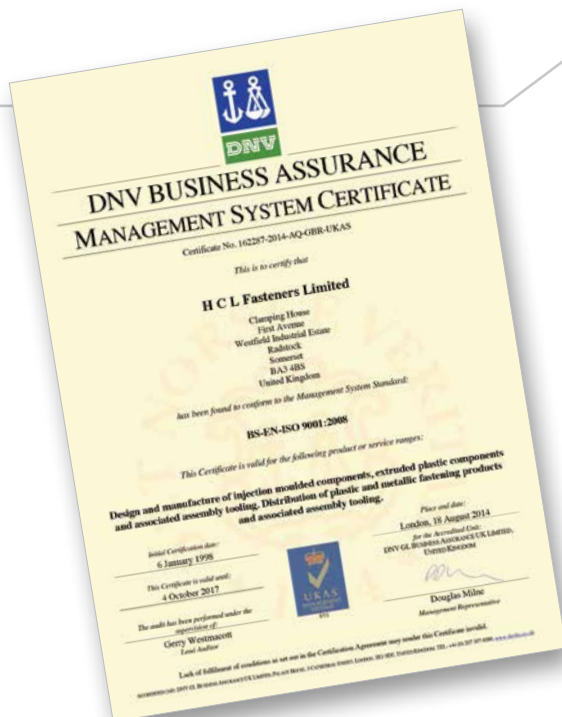 DNV
DNV BUSINESS ASSURANCE
MANAGEMENT SYSTEM CERTIFICATE
Certificate No. 162287-2014-AQ-GBR-UKAS
This is to certify that
H C L Fasteners Limited
Clamping House
First Avenue
Westfield Industrial Estate
Radstock
Somerset
BA3 4BS
United Kingdom
has been found to conform to the Management System Standard:
BS-EN-ISO 9001:2008
This Certificate is valid for the following product or service ranges:
Design and manufacture of injection moulded components, extruded plastic components
and associated assembly tooling. Distribution of plastic and metallic fastening products
and associated assembly tooling.
Initial Certification date:
6 January 1998
This Certificate is valid until:
4 October 2017
The audit has been performed under the
supervision of:
Gerry Westmacott
Lead Auditor
UKAS
MANAGEMENT
SYSTEMS
Place and date:
London, 18 August 2014
for the Accredited Unit:
DNV GL BUSINESS ASSURANCE UK LIMITED,
UNITED KINGDOM
Douglas Milne
Management Representative
Lack of fulfilment of conditions as set out in the Certification Agreement may render this Certificate invalid.